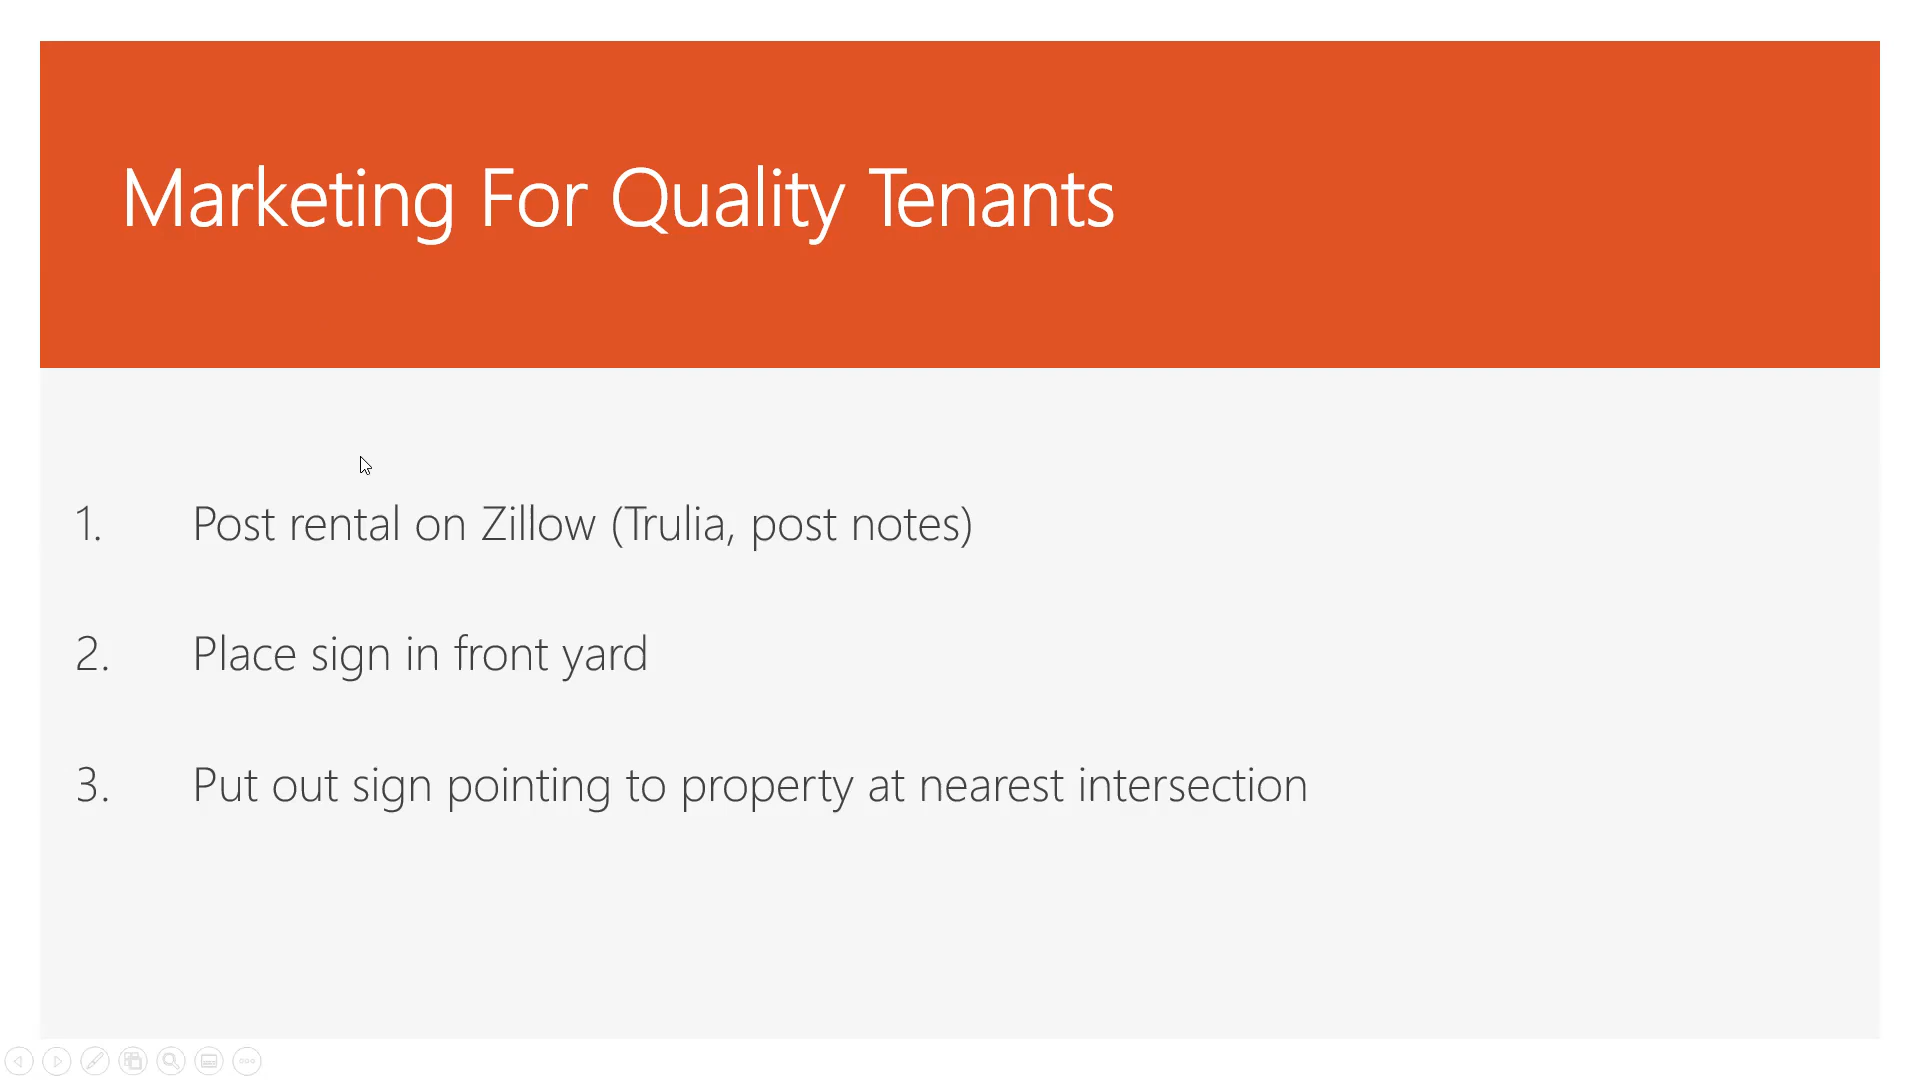 Marketing For Quality Tenants
1. Post rental on Zillow (Trulia, post notes)
2. Place sign in front yard
3. Put out sign pointing to property at nearest intersection